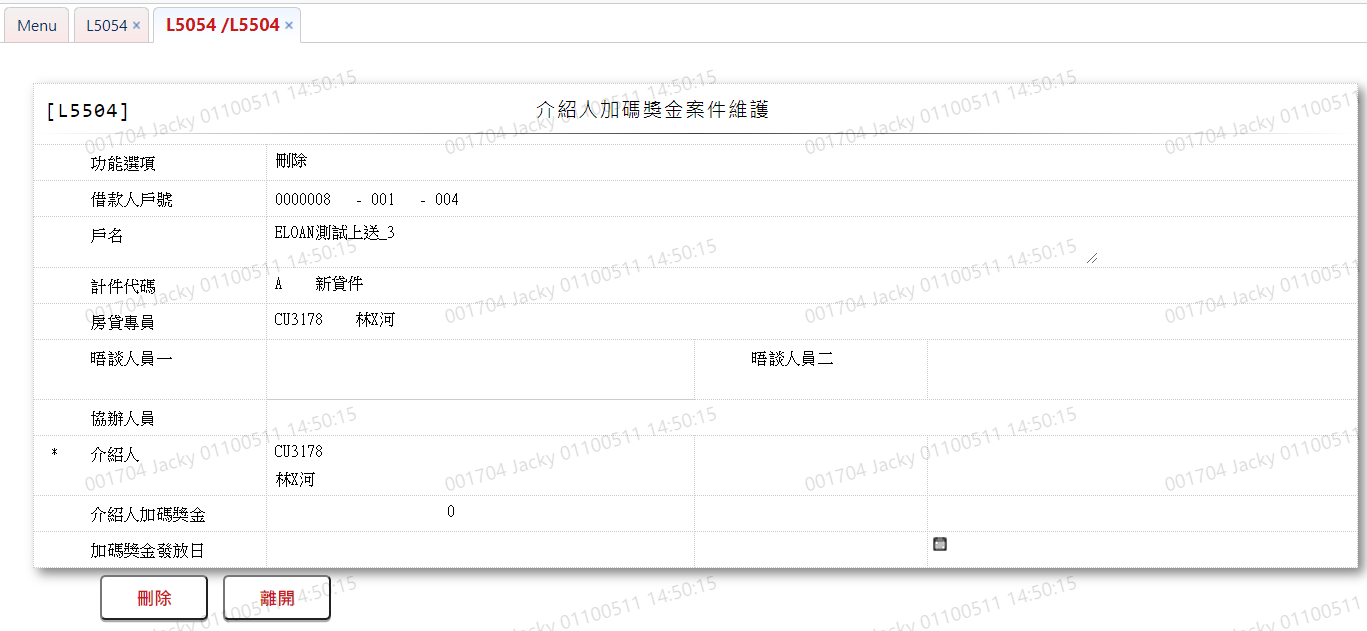 Menu L5054 × L5054 /L5504 ×
[L5504] 介紹人加碼獎金案件維護
功能選項 刪除
借款人戶號 0000008 - 001 - 004
戶名 ELOAN測試上送_3
計件代碼 A 新貸件
房貸專員 CU3178 林X河
晤談人員一 晤談人員二
協辦人員
* 介紹人 CU3178
林X河
介紹人加碼獎金 0
加碼獎金發放日
刪除 離開
001704 Jacky 01100511 14:50:15